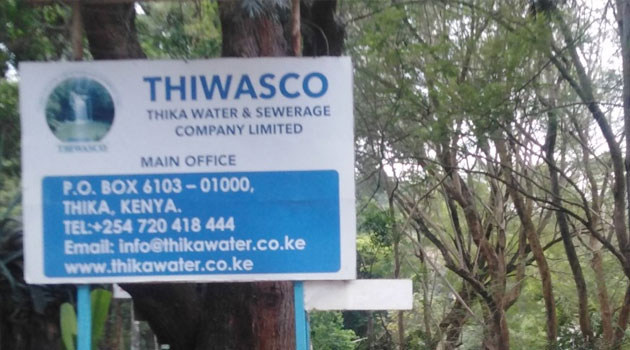 THIWASCO
THIKA WATER & SEWERAGE
COMPANY LIMITED
THIWASCO
MAIN OFFICE
P.O. BOX 6103 – 01000,
THIKA, KENYA.
TEL:+254 720 418 444
Email: info@thikawater.co.ke
www.thikawater.co.ke